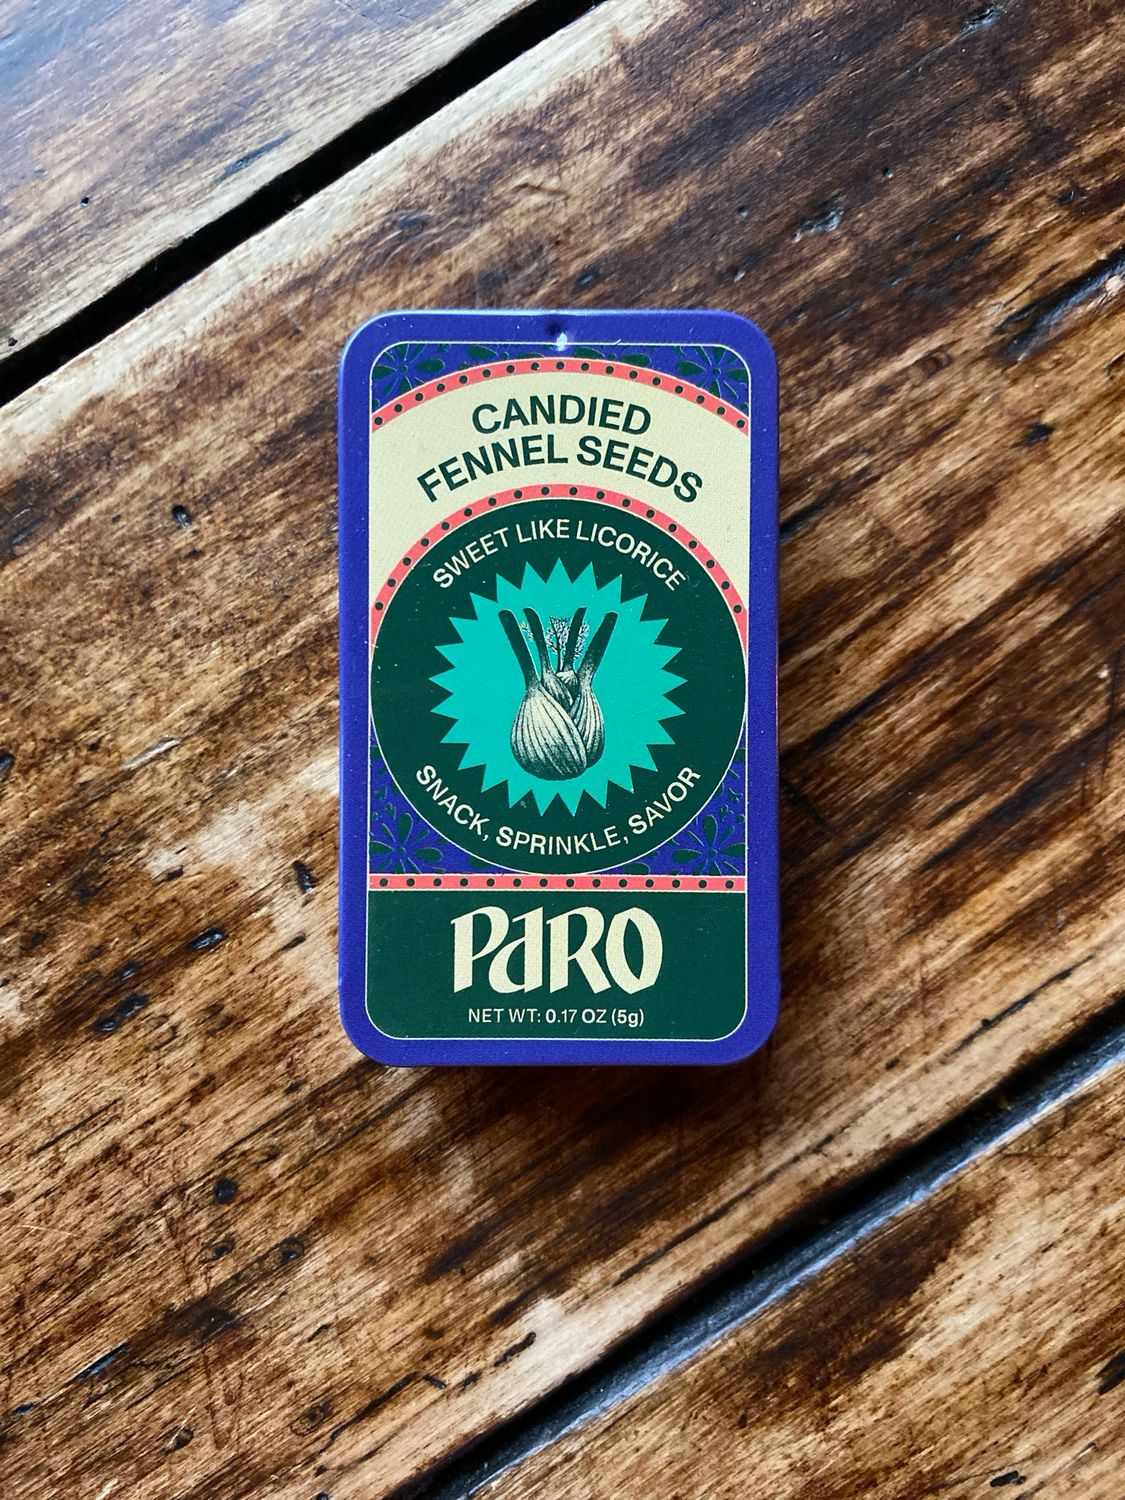 CANDIED
FENNEL SEEDS
SWEET LIKE LICORICE
SNACK, SPRINKLE, SAVOR
PARO
NET WT: 0.17 OZ (5g)